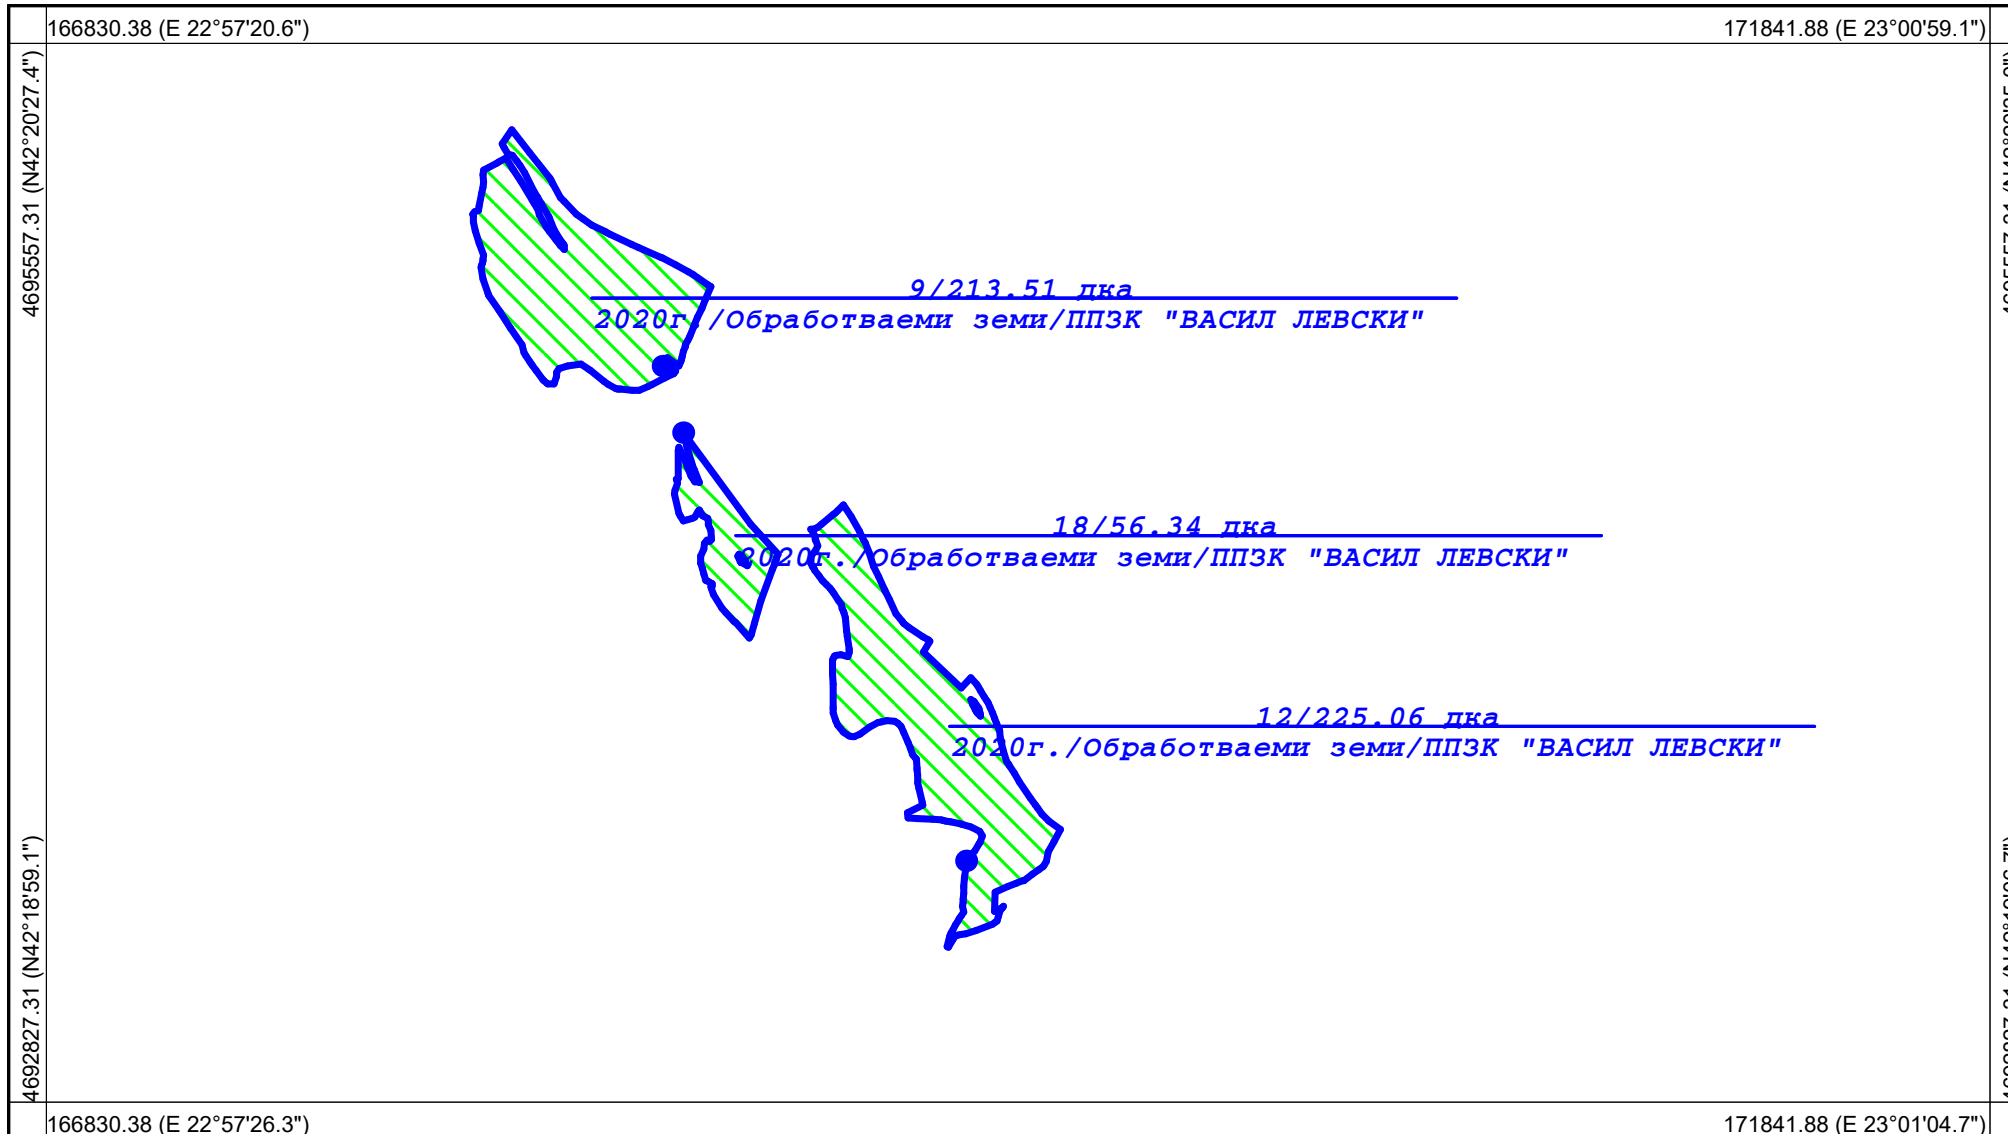 166830.38 (E 22°57'20.6")
171841.88 (E 23°00'59.1")
4695557.31 (N42°20'27.4")
9/213.51 дка
2020г./Обработваеми земи/ППЗК "ВАСИЛ ЛЕВСКИ"
18/56.34 дка
2020г./Обработваеми земи/ППЗК "ВАСИЛ ЛЕВСКИ"
12/225.06 дка
2020г./Обработваеми земи/ППЗК "ВАСИЛ ЛЕВСКИ"
4692827.31 (N42°18'59.1")
166830.38 (E 22°57'26.3")
171841.88 (E 23°01'04.7")